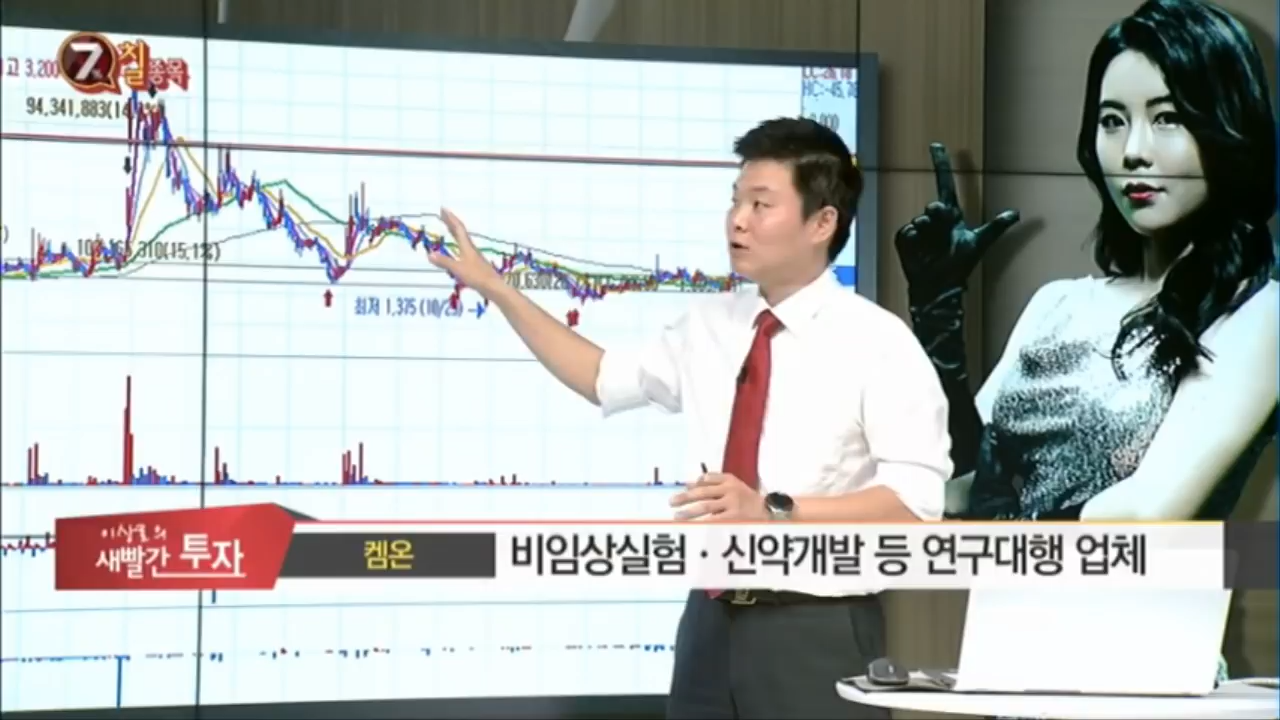 7 칠종목
고 3,200
94,341,883(14.
310(15.1%)
최저 1,375
이상로의
새빨간 투자
켐온
비임상실험·신약개발 등 연구대행 업체